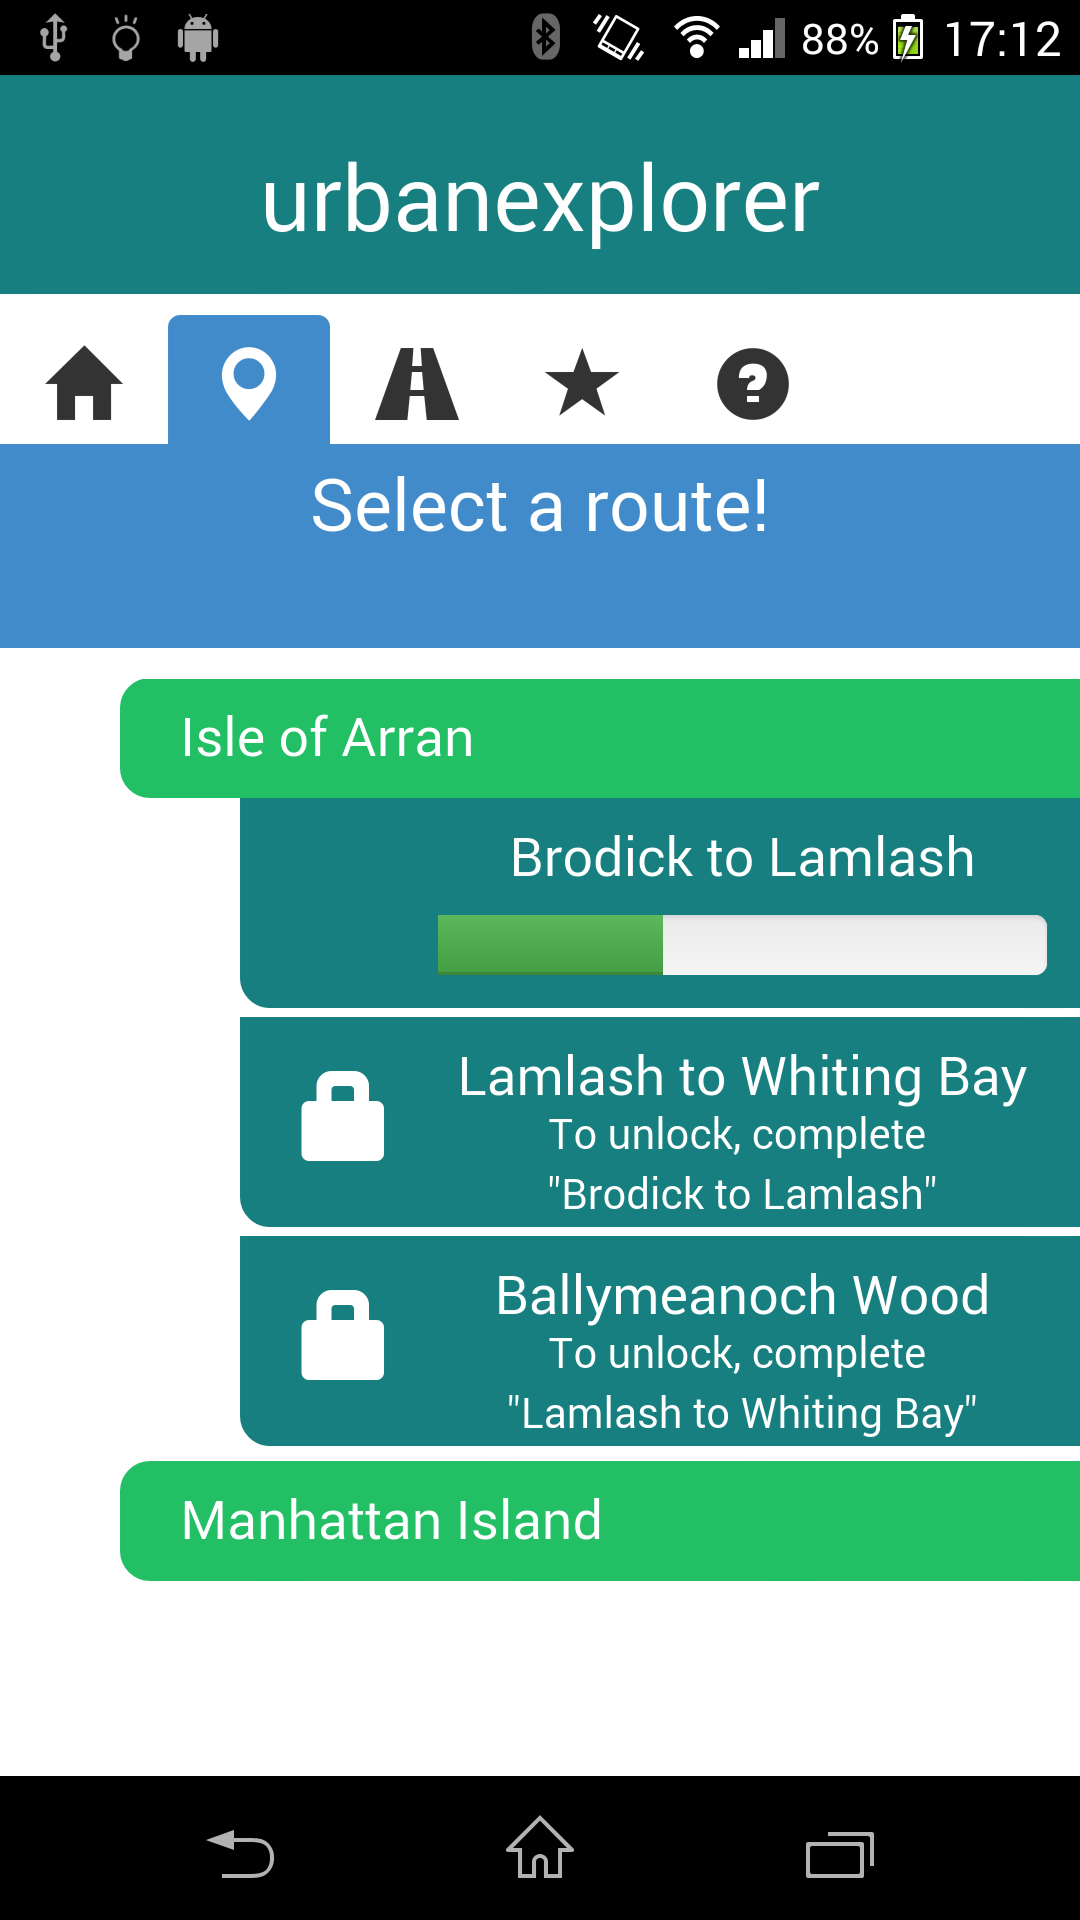 88% 17:12
urbanexplorer
Select a route!
Isle of Arran
Brodick to Lamlash
Lamlash to Whiting Bay
To unlock, complete
"Brodick to Lamlash"
Ballymeanoch Wood
To unlock, complete
"Lamlash to Whiting Bay"
Manhattan Island